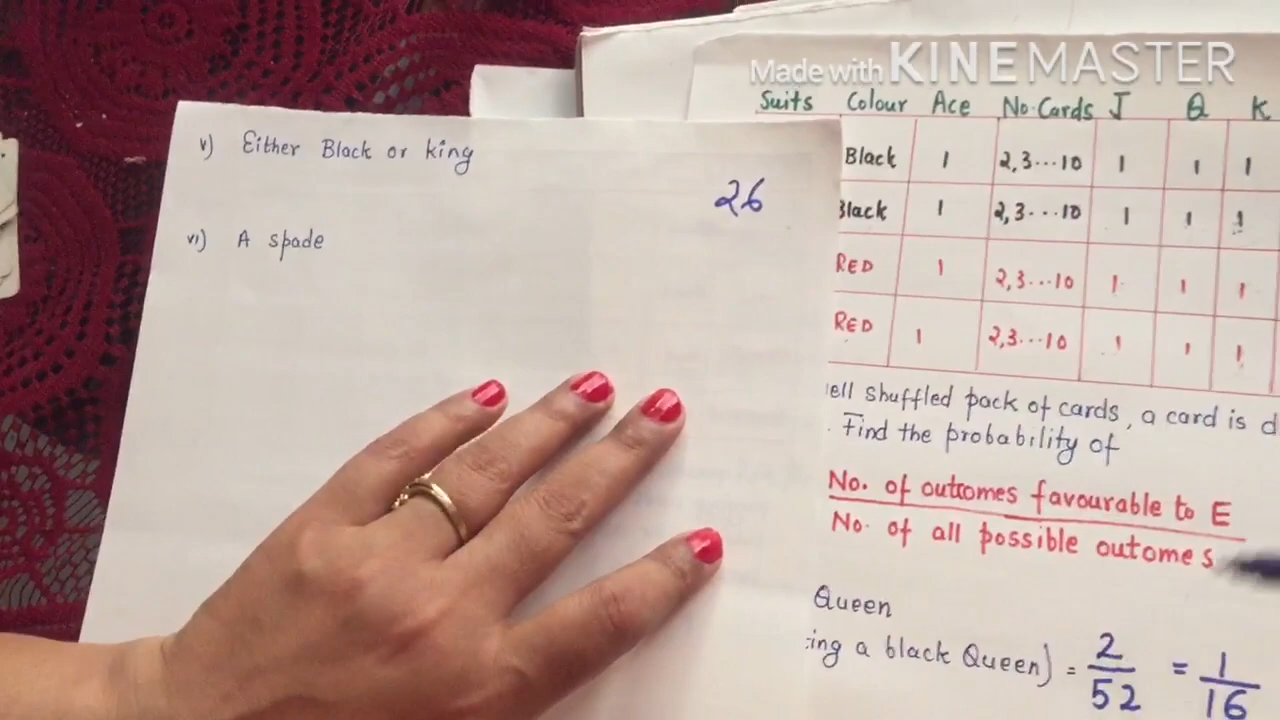 Made with KINEMASTER
v) Either Black or king
26
vi) A spade
Suits Colour Ace No. Cards J Q K
Black 1 2,3...10 1 1 1
Black 1 2,3...10 1 1 1
RED 1 2,3...10 1 1 1
RED 1 2,3...10 1 1 1
ell shuffled pack of cards, a card is d
. Find the probability of
No. of outcomes favourable to E
No. of all possible outomes
Queen
ing a black Queen) = 2/52 = 1/16